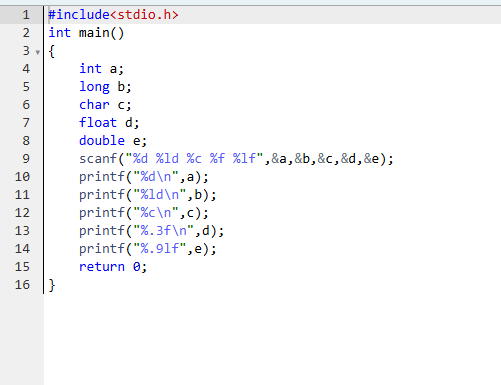 1 #include<stdio.h>
2 int main()
3 {
4 int a;
5 long b;
6 char c;
7 float d;
8 double e;
9 scanf("%d %ld %c %f %lf",&a,&b,&c,&d,&e);
10 printf("%d\n",a);
11 printf("%ld\n",b);
12 printf("%c\n",c);
13 printf("%.3f\n",d);
14 printf("%.9lf",e);
15 return 0;
16 }